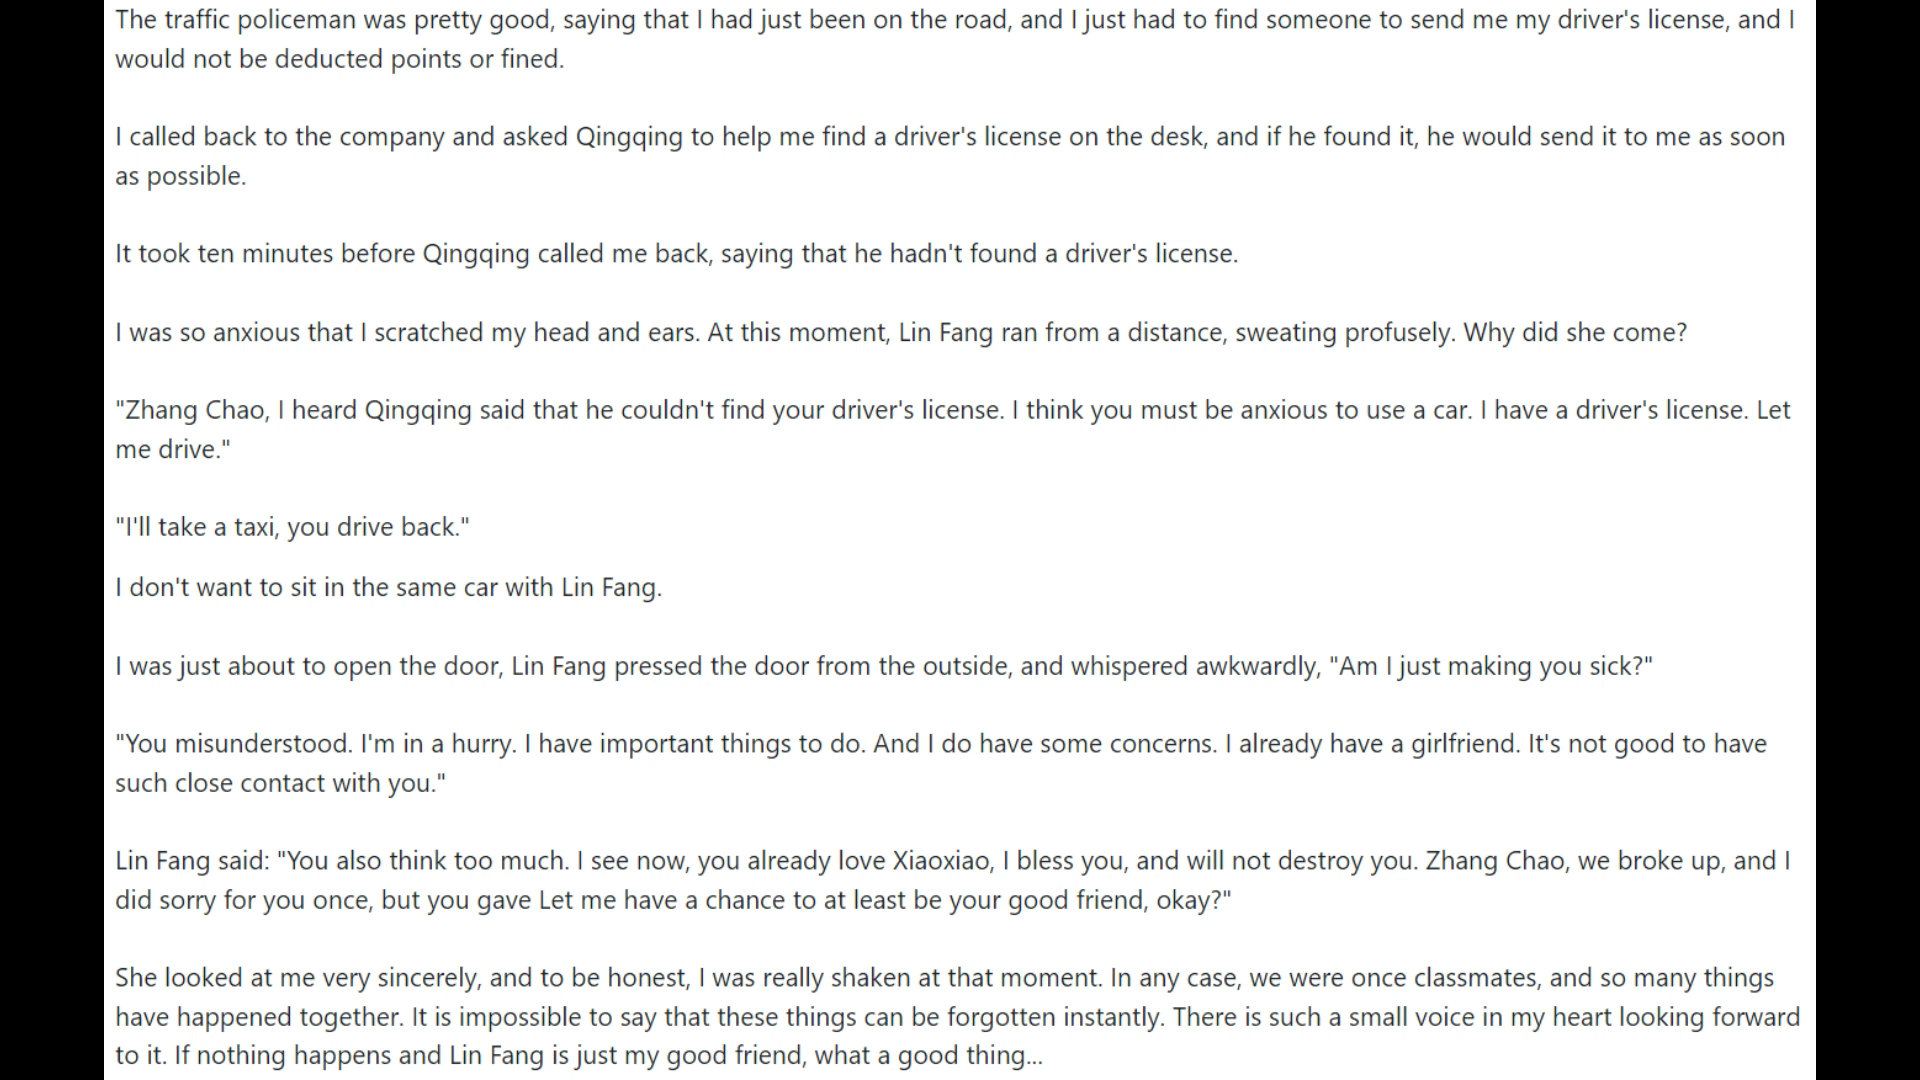 The traffic policeman was pretty good, saying that I had just been on the road, and I just had to find someone to send me my driver's license, and I
would not be deducted points or fined.
I called back to the company and asked Qingqing to help me find a driver's license on the desk, and if he found it, he would send it to me as soon
as possible.
It took ten minutes before Qingqing called me back, saying that he hadn't found a driver's license.
I was so anxious that I scratched my head and ears. At this moment, Lin Fang ran from a distance, sweating profusely. Why did she come?
"Zhang Chao, I heard Qingqing said that he couldn't find your driver's license. I think you must be anxious to use a car. I have a driver's license. Let
me drive."
"I'll take a taxi, you drive back."
I don't want to sit in the same car with Lin Fang.
I was just about to open the door, Lin Fang pressed the door from the outside, and whispered awkwardly, "Am I just making you sick?"
"You misunderstood. I'm in a hurry. I have important things to do. And I do have some concerns. I already have a girlfriend. It's not good to have
such close contact with you."
Lin Fang said: "You also think too much. I see now, you already love Xiaoxiao, I bless you, and will not destroy you. Zhang Chao, we broke up, and I
did sorry for you once, but you gave Let me have a chance to at least be your good friend, okay?"
She looked at me very sincerely, and to be honest, I was really shaken at that moment. In any case, we were once classmates, and so many things
have happened together. It is impossible to say that these things can be forgotten instantly. There is such a small voice in my heart looking forward
to it. If nothing happens and Lin Fang is just my good friend, what a good thing...